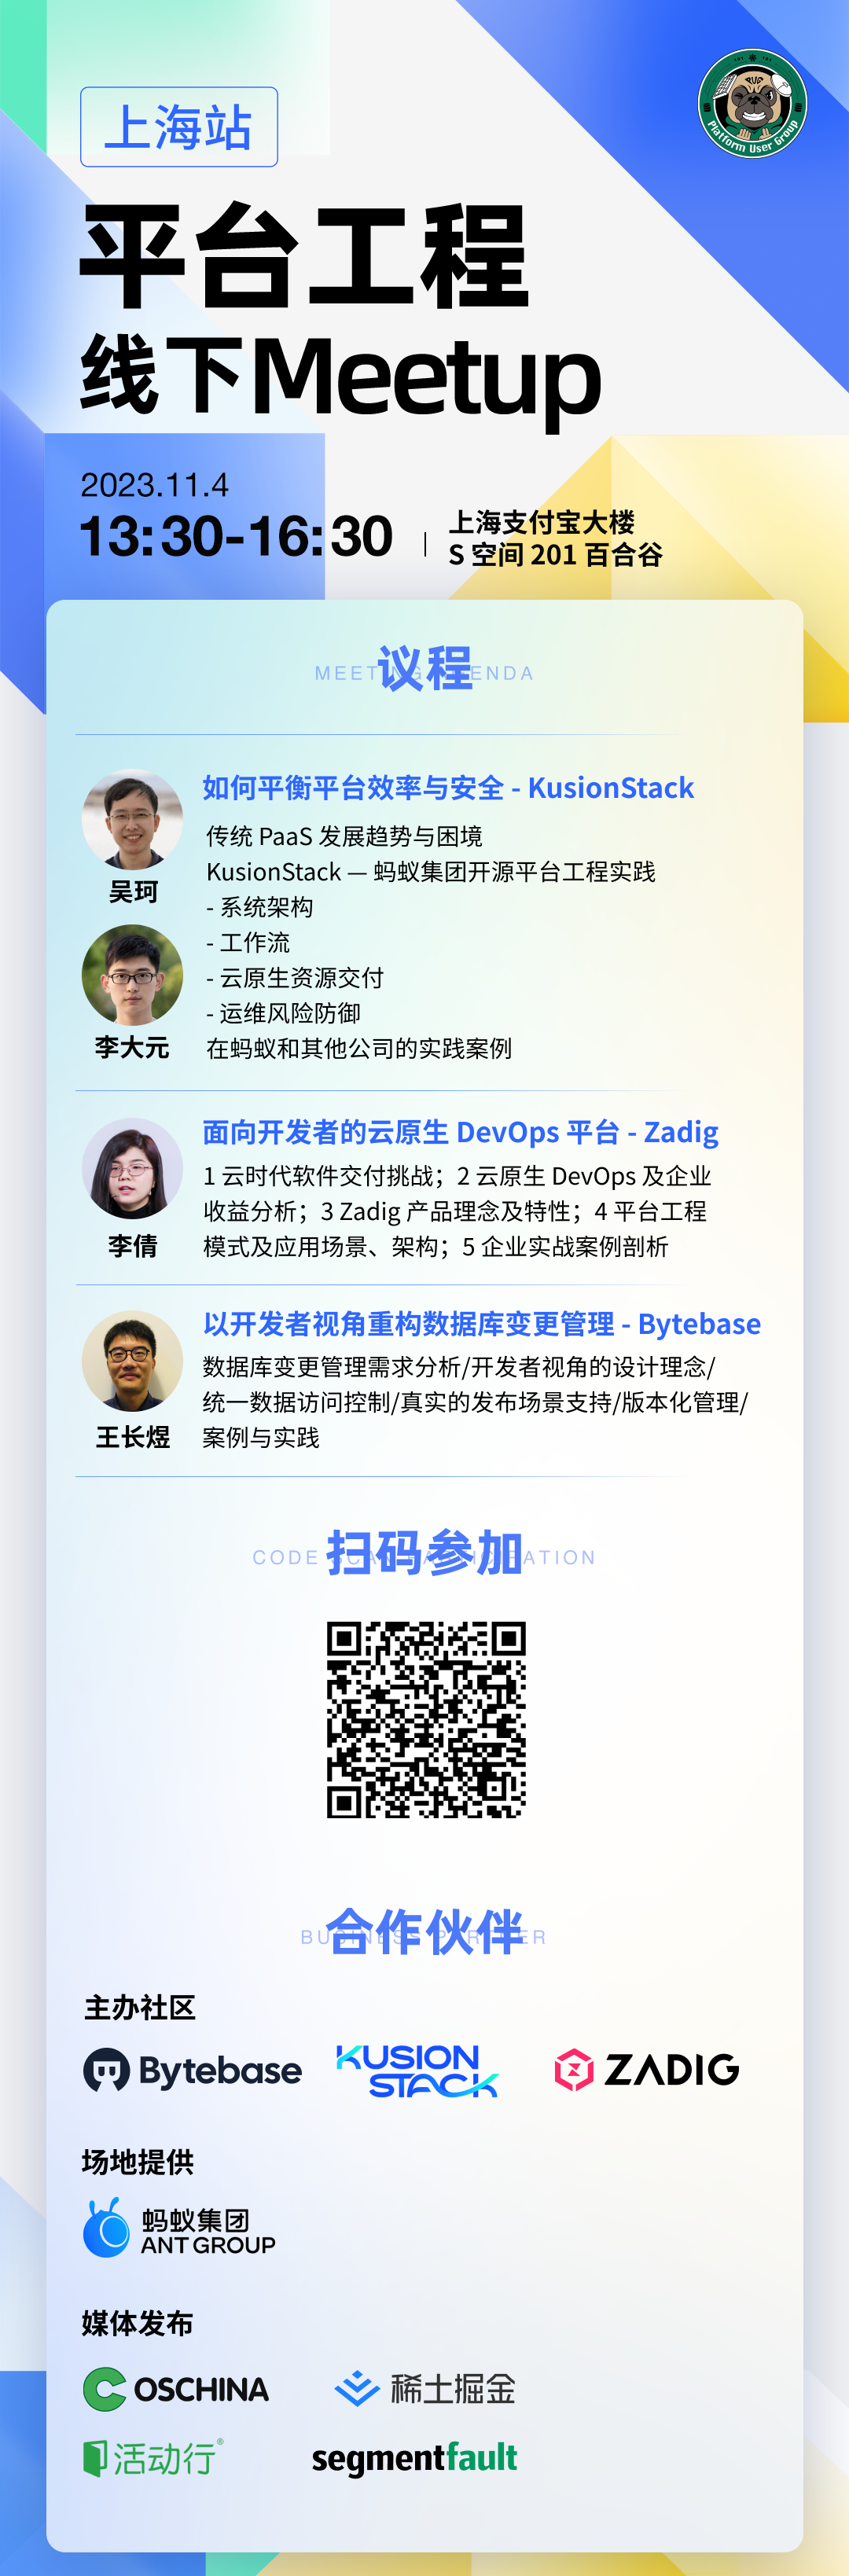 上海站
PUG
Platform User Group
平台工程
线下Meetup
2023.11.4
13:30-16:30
上海支付宝大楼
S 空间 201 百合谷
议程
MEETING AGENDA
如何平衡平台效率与安全 - KusionStack
传统 PaaS 发展趋势与困境
KusionStack — 蚂蚁集团开源平台工程实践
- 系统架构
- 工作流
- 云原生资源交付
- 运维风险防御
在蚂蚁和其他公司的实践案例
吴珂
李大元
面向开发者的云原生 DevOps 平台 - Zadig
1 云时代软件交付挑战；2 云原生 DevOps 及企业
收益分析；3 Zadig 产品理念及特性；4 平台工程
模式及应用场景、架构；5 企业实战案例剖析
李倩
以开发者视角重构数据库变更管理 - Bytebase
数据库变更管理需求分析/开发者视角的设计理念/
统一数据访问控制/真实的发布场景支持/版本化管理/
案例与实践
王长煜
扫码参加
CODE SCAN PARTICIPATION
合作伙伴
BUSINESS PARTNER
主办社区
Bytebase
KUSION
STACK
ZADIG
场地提供
蚂蚁集团
ANT GROUP
媒体发布
OSCHINA
稀土掘金
活动行®
segmentfault